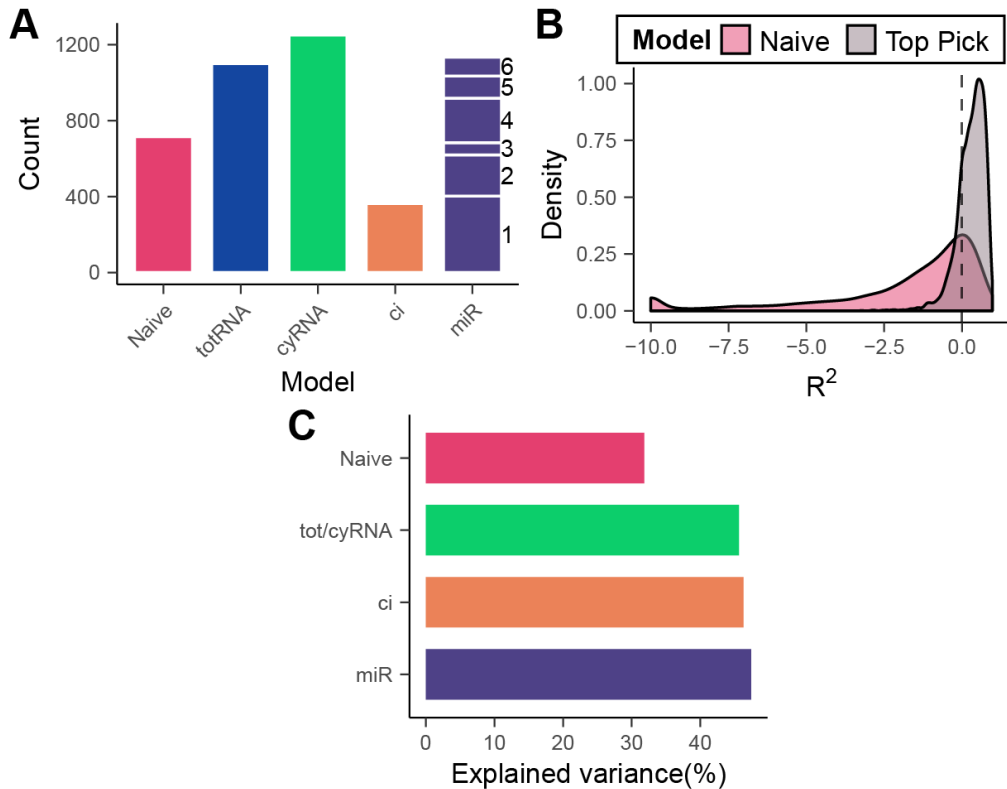 A
Count
1200
800
400
0
6
5
4
3
2
1
Naive
totRNA
cyRNA
ci
miR
Model
B
Model Naive Top Pick
Density
1.00
0.75
0.50
0.25
0.00
−10.0 −7.5 −5.0 −2.5 0.0
R²
C
Naive
tot/cyRNA
ci
miR
0 10 20 30 40
Explained variance(%)